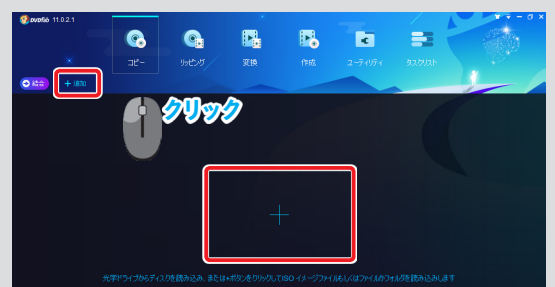 DVDFab 11.0.2.1
コピー
リッピング
変換
作成
ユーティリティ
タスクリスト
+ 追加
クリック
光学ドライブからディスクを読み込み、または+ボタンをクリックしてISO イメージファイルもしくはファイルかフォルダを読み込みします